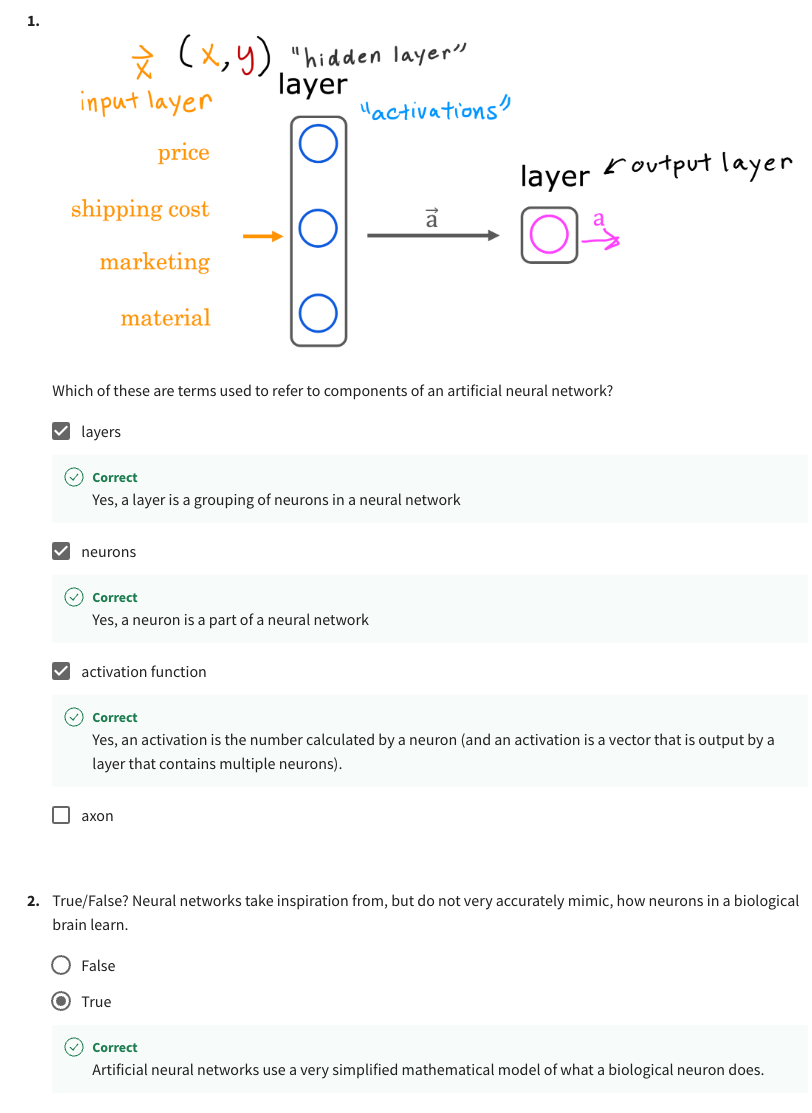 1.
x⃗ (x,y) "hidden layer"
layer
input layer
"activations"
price
layer ← output layer
shipping cost
a⃗
a
marketing
material
Which of these are terms used to refer to components of an artificial neural network?
layers
Correct
Yes, a layer is a grouping of neurons in a neural network
neurons
Correct
Yes, a neuron is a part of a neural network
activation function
Correct
Yes, an activation is the number calculated by a neuron (and an activation is a vector that is output by a
layer that contains multiple neurons).
axon
2. True/False? Neural networks take inspiration from, but do not very accurately mimic, how neurons in a biological
brain learn.
False
True
Correct
Artificial neural networks use a very simplified mathematical model of what a biological neuron does.